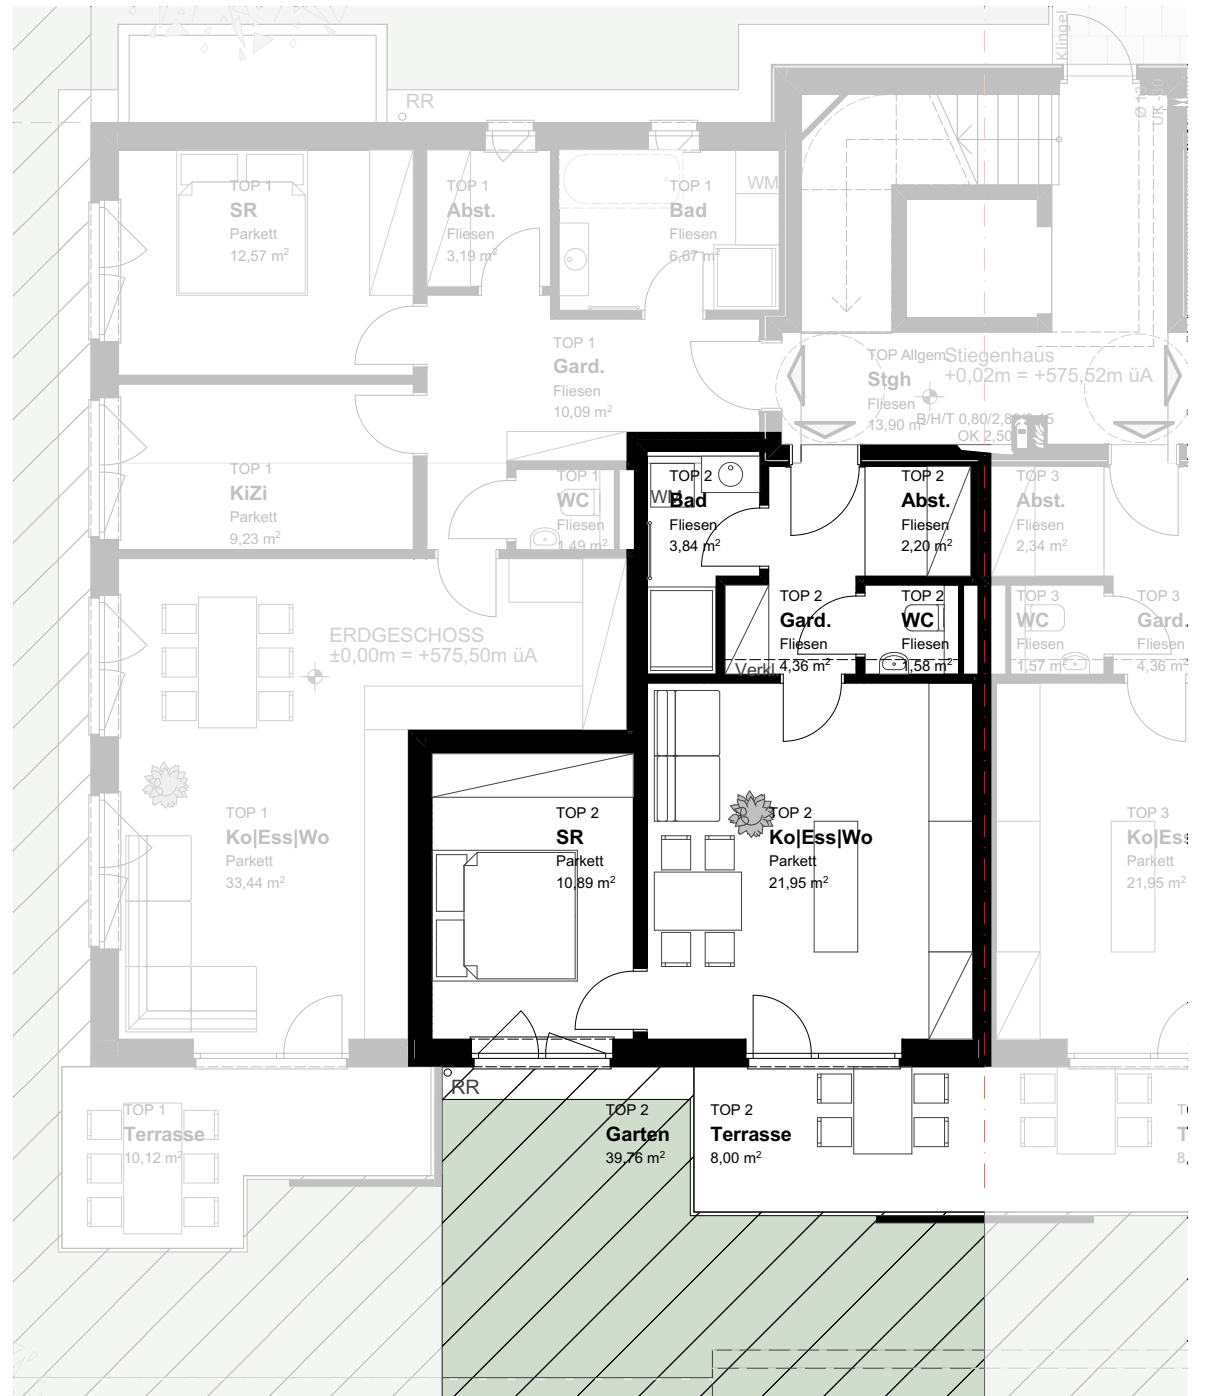 Klingel
RR
Ø 13
TOP 1
SR
Parkett
12,57 m²
TOP 1
Abst.
Fliesen
3,19 m²
TOP 1
Bad
Fliesen
6,67 m²
WM
TOP 1
Gard.
Fliesen
10,09 m²
TOP Allgem
Stgh
Fliesen
13,90 m²
Stiegenhaus
+0,02m = +575,52m üA
OK 2,50
TOP 1
KiZi
Parkett
9,23 m²
TOP 1
WC
Fliesen
1,49 m²
WM
TOP 2
Bad
Fliesen
3,84 m²
TOP 2
Abst.
Fliesen
2,20 m²
TOP 3
Abst.
Fliesen
2,34 m²
TOP 2
Gard.
Fliesen
4,36 m²
TOP 2
WC
Fliesen
1,58 m²
TOP 3
WC
Fliesen
1,57 m²
TOP 3
Gard.
Fliesen
4,36 m²
Verkl.
ERDGESCHOSS
±0,00m = +575,50m üA
TOP 1
Ko|Ess|Wo
Parkett
33,44 m²
TOP 2
SR
Parkett
10,89 m²
TOP 2
Ko|Ess|Wo
Parkett
21,95 m²
TOP 3
Ko|Ess
Parkett
21,95 m²
RR
TOP 1
Terrasse
10,12 m²
TOP 2
Garten
39,76 m²
TOP 2
Terrasse
8,00 m²